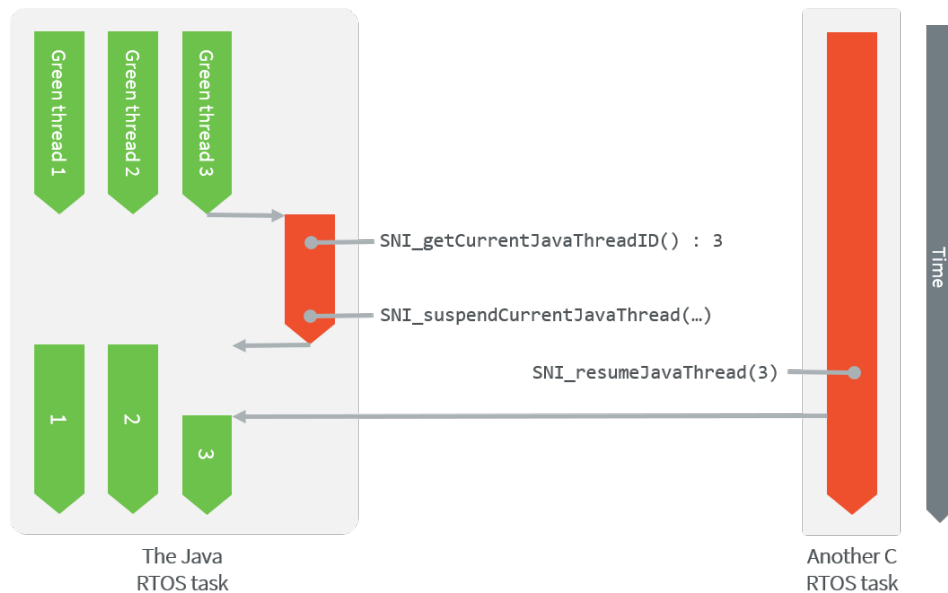 Green thread 1
Green thread 2
Green thread 3
SNI_getCurrentJavaThreadID() : 3
SNI_suspendCurrentJavaThread(…)
SNI_resumeJavaThread(3)
1
2
3
Time
The Java
RTOS task
Another C
RTOS task